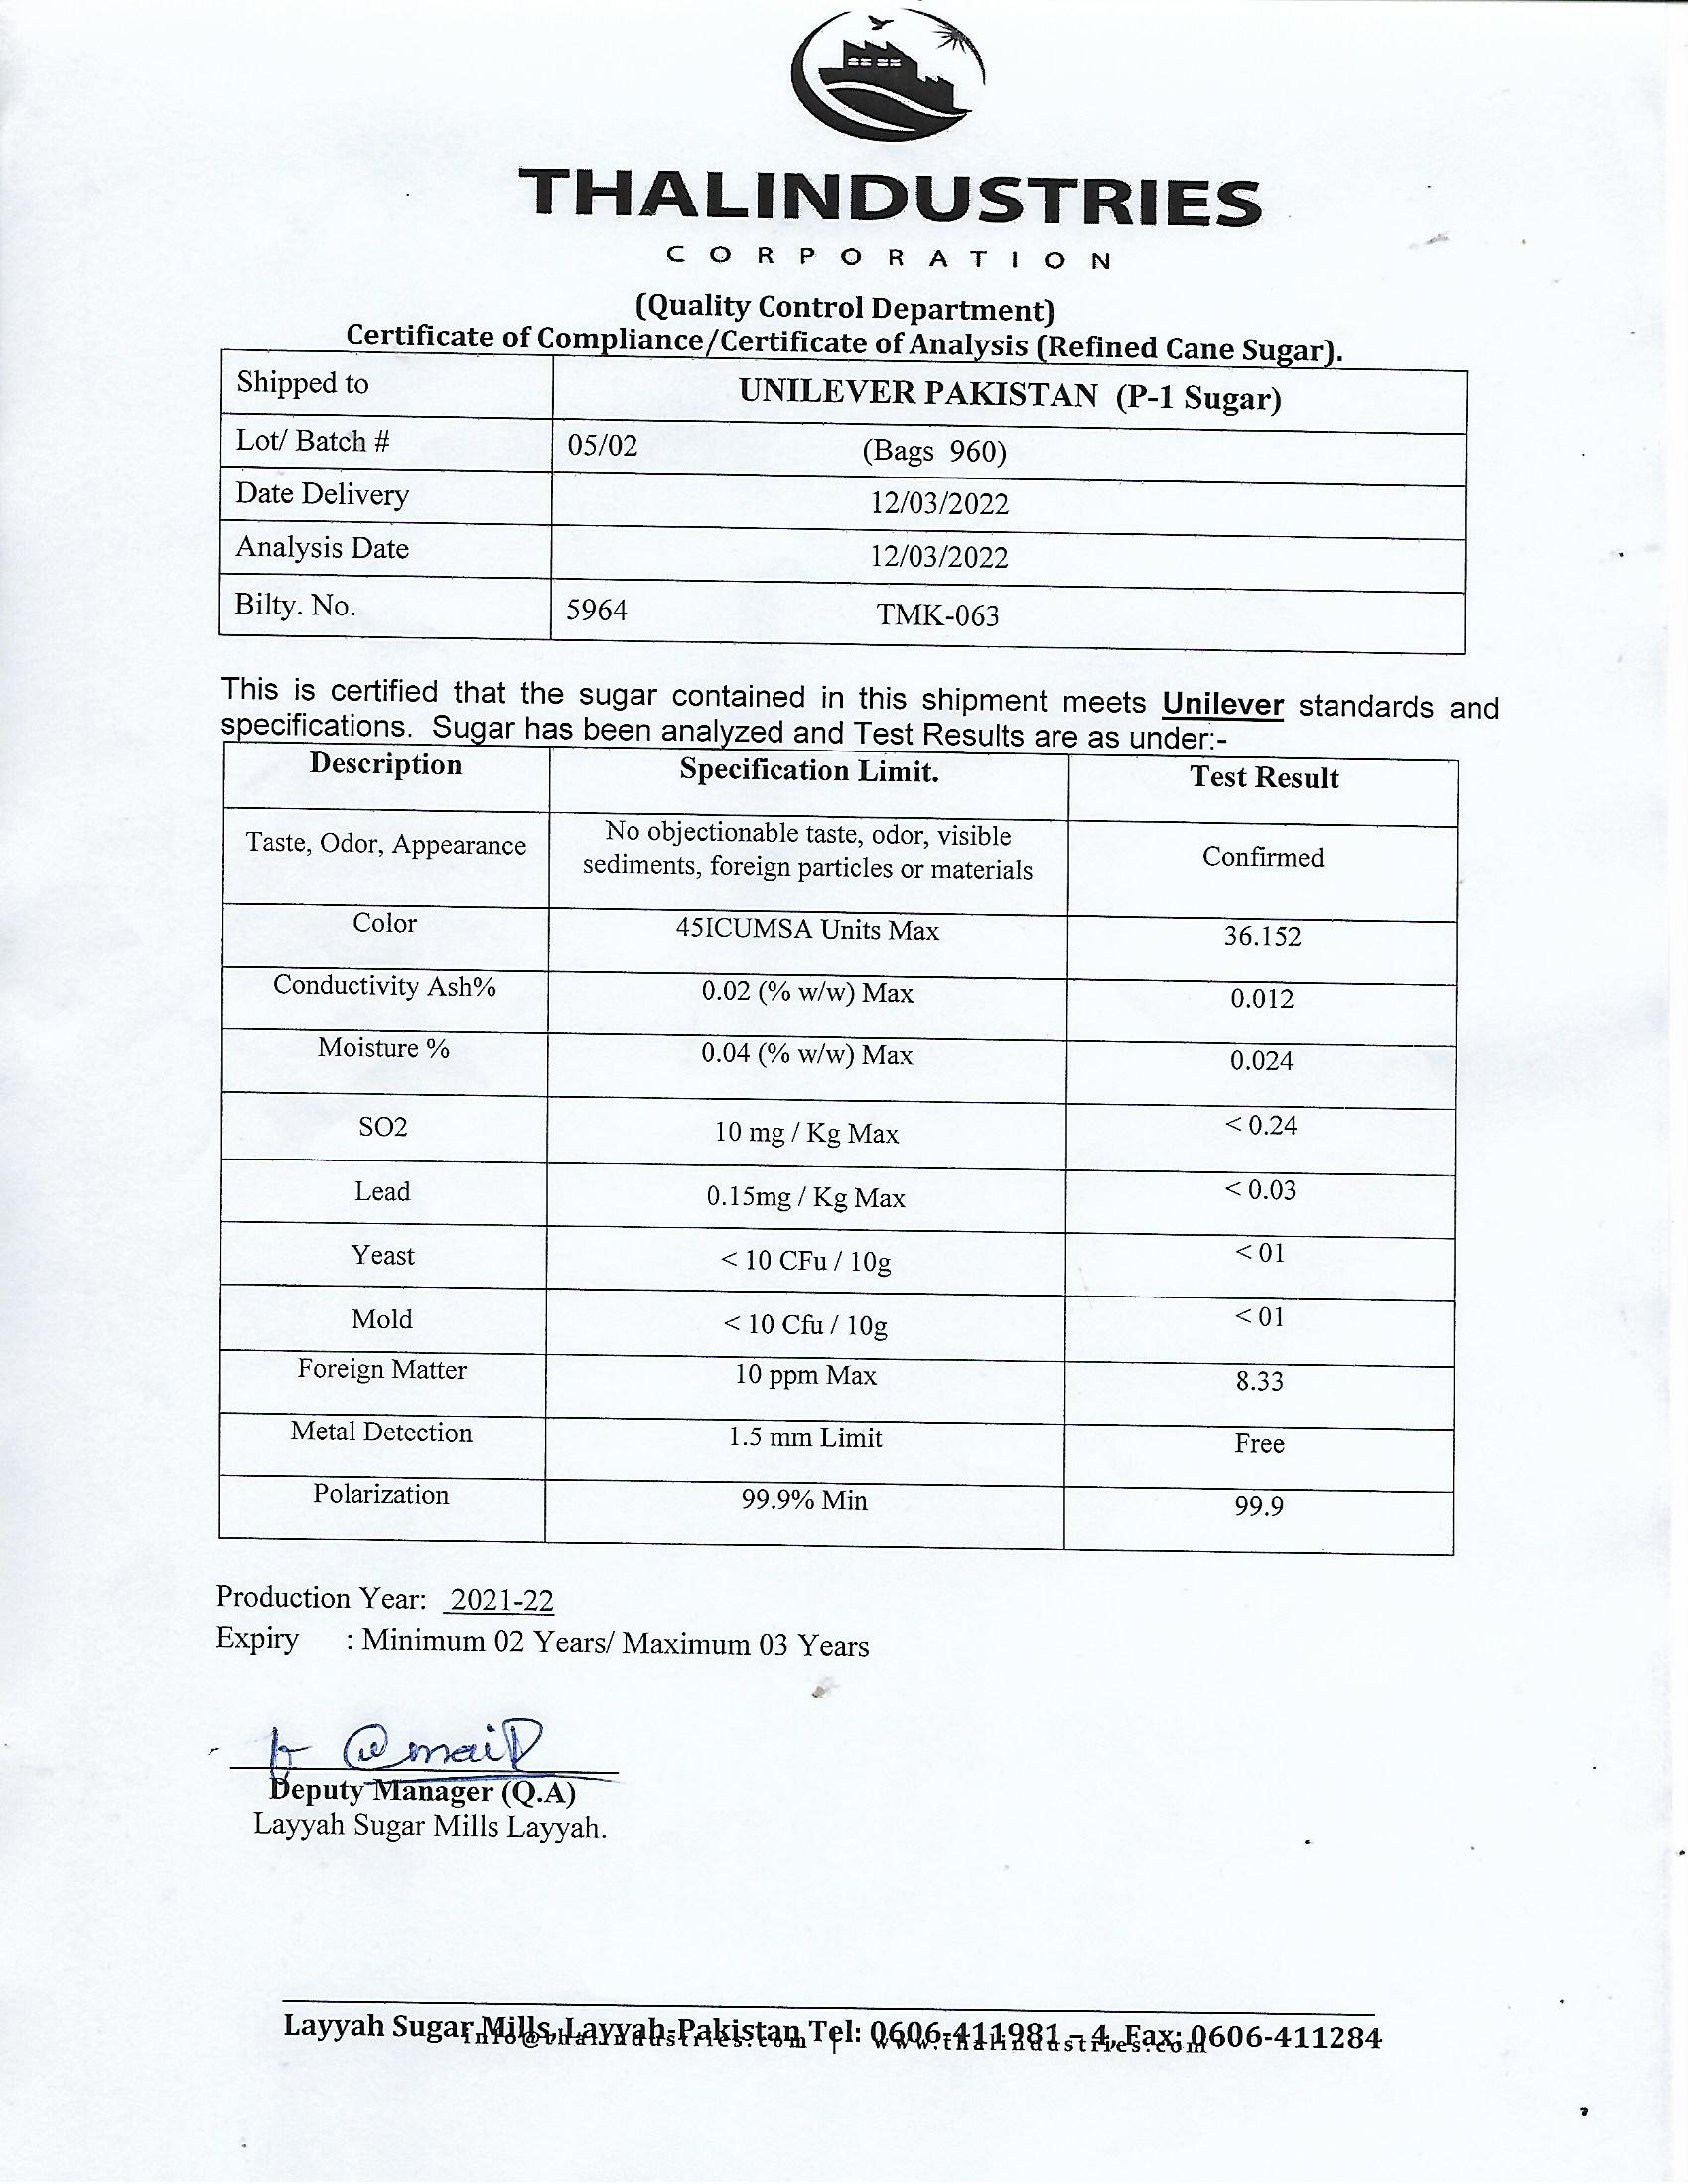 THALINDUSTRIES
CORPORATION
(Quality Control Department)
Certificate of Compliance/Certificate of Analysis (Refined Cane Sugar).
Shipped to UNILEVER PAKISTAN (P-1 Sugar)
Lot/ Batch # 05/02 (Bags 960)
Date Delivery 12/03/2022
Analysis Date 12/03/2022
Bilty. No. 5964 TMK-063
This is certified that the sugar contained in this shipment meets Unilever standards and
specifications. Sugar has been analyzed and Test Results are as under:-
Description Specification Limit. Test Result
Taste, Odor, Appearance No objectionable taste, odor, visible
sediments, foreign particles or materials Confirmed
Color 45ICUMSA Units Max 36.152
Conductivity Ash% 0.02 (% w/w) Max 0.012
Moisture % 0.04 (% w/w) Max 0.024
SO2 10 mg / Kg Max < 0.24
Lead 0.15mg / Kg Max < 0.03
Yeast < 10 CFu / 10g < 01
Mold < 10 Cfu / 10g < 01
Foreign Matter 10 ppm Max 8.33
Metal Detection 1.5 mm Limit Free
Polarization 99.9% Min 99.9
Production Year: 2021-22
Expiry : Minimum 02 Years/ Maximum 03 Years
Deputy Manager (Q.A)
Layyah Sugar Mills Layyah.
Layyah Sugar Mills, Layyah-Pakistan Tel: 0606-411981 – 4, Fax: 0606-411284
info@thalindustries.com | www.thalindustries.com